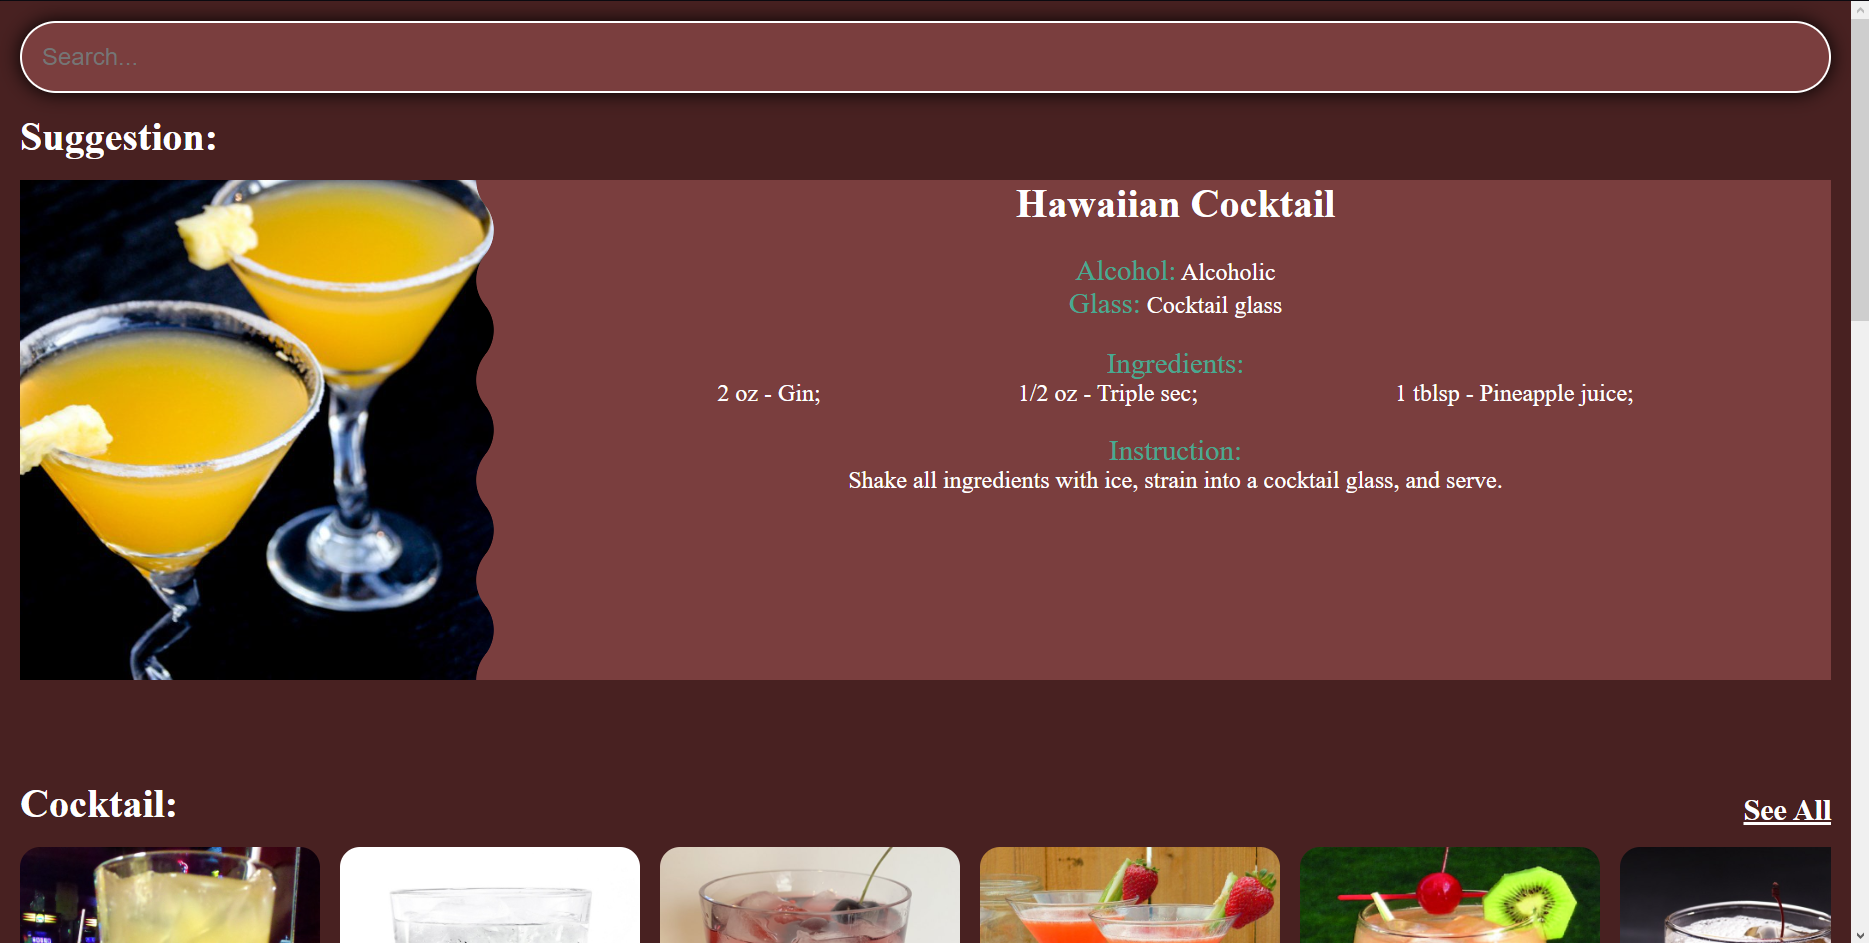 Search...
Suggestion:
Hawaiian Cocktail
Alcohol: Alcoholic
Glass: Cocktail glass
Ingredients:
2 oz - Gin; 1/2 oz - Triple sec; 1 tblsp - Pineapple juice;
Instruction:
Shake all ingredients with ice, strain into a cocktail glass, and serve.
Cocktail:
See All